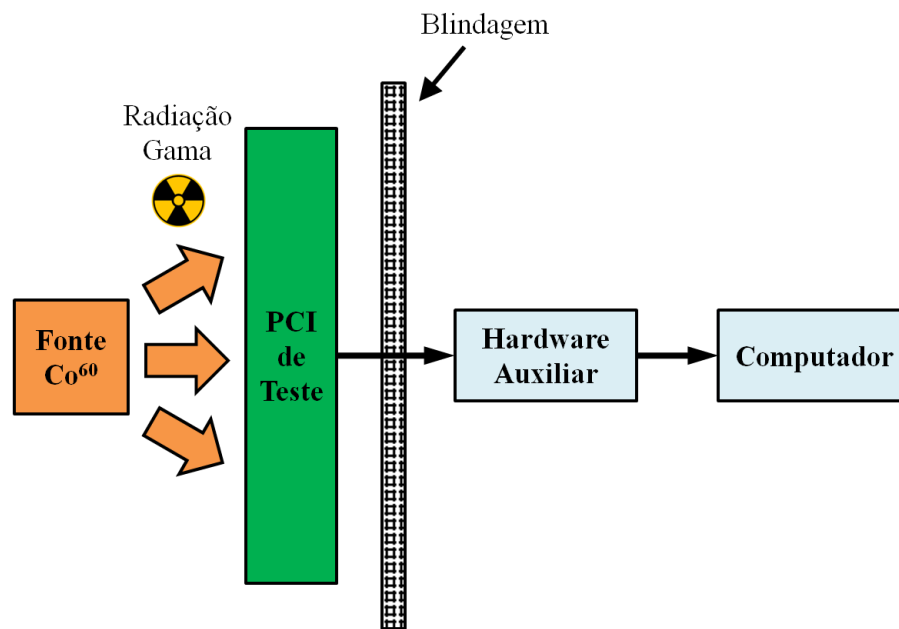 Blindagem
Radiação
Gama
Fonte
Co⁶⁰
PCI
de
Teste
Hardware
Auxiliar
Computador